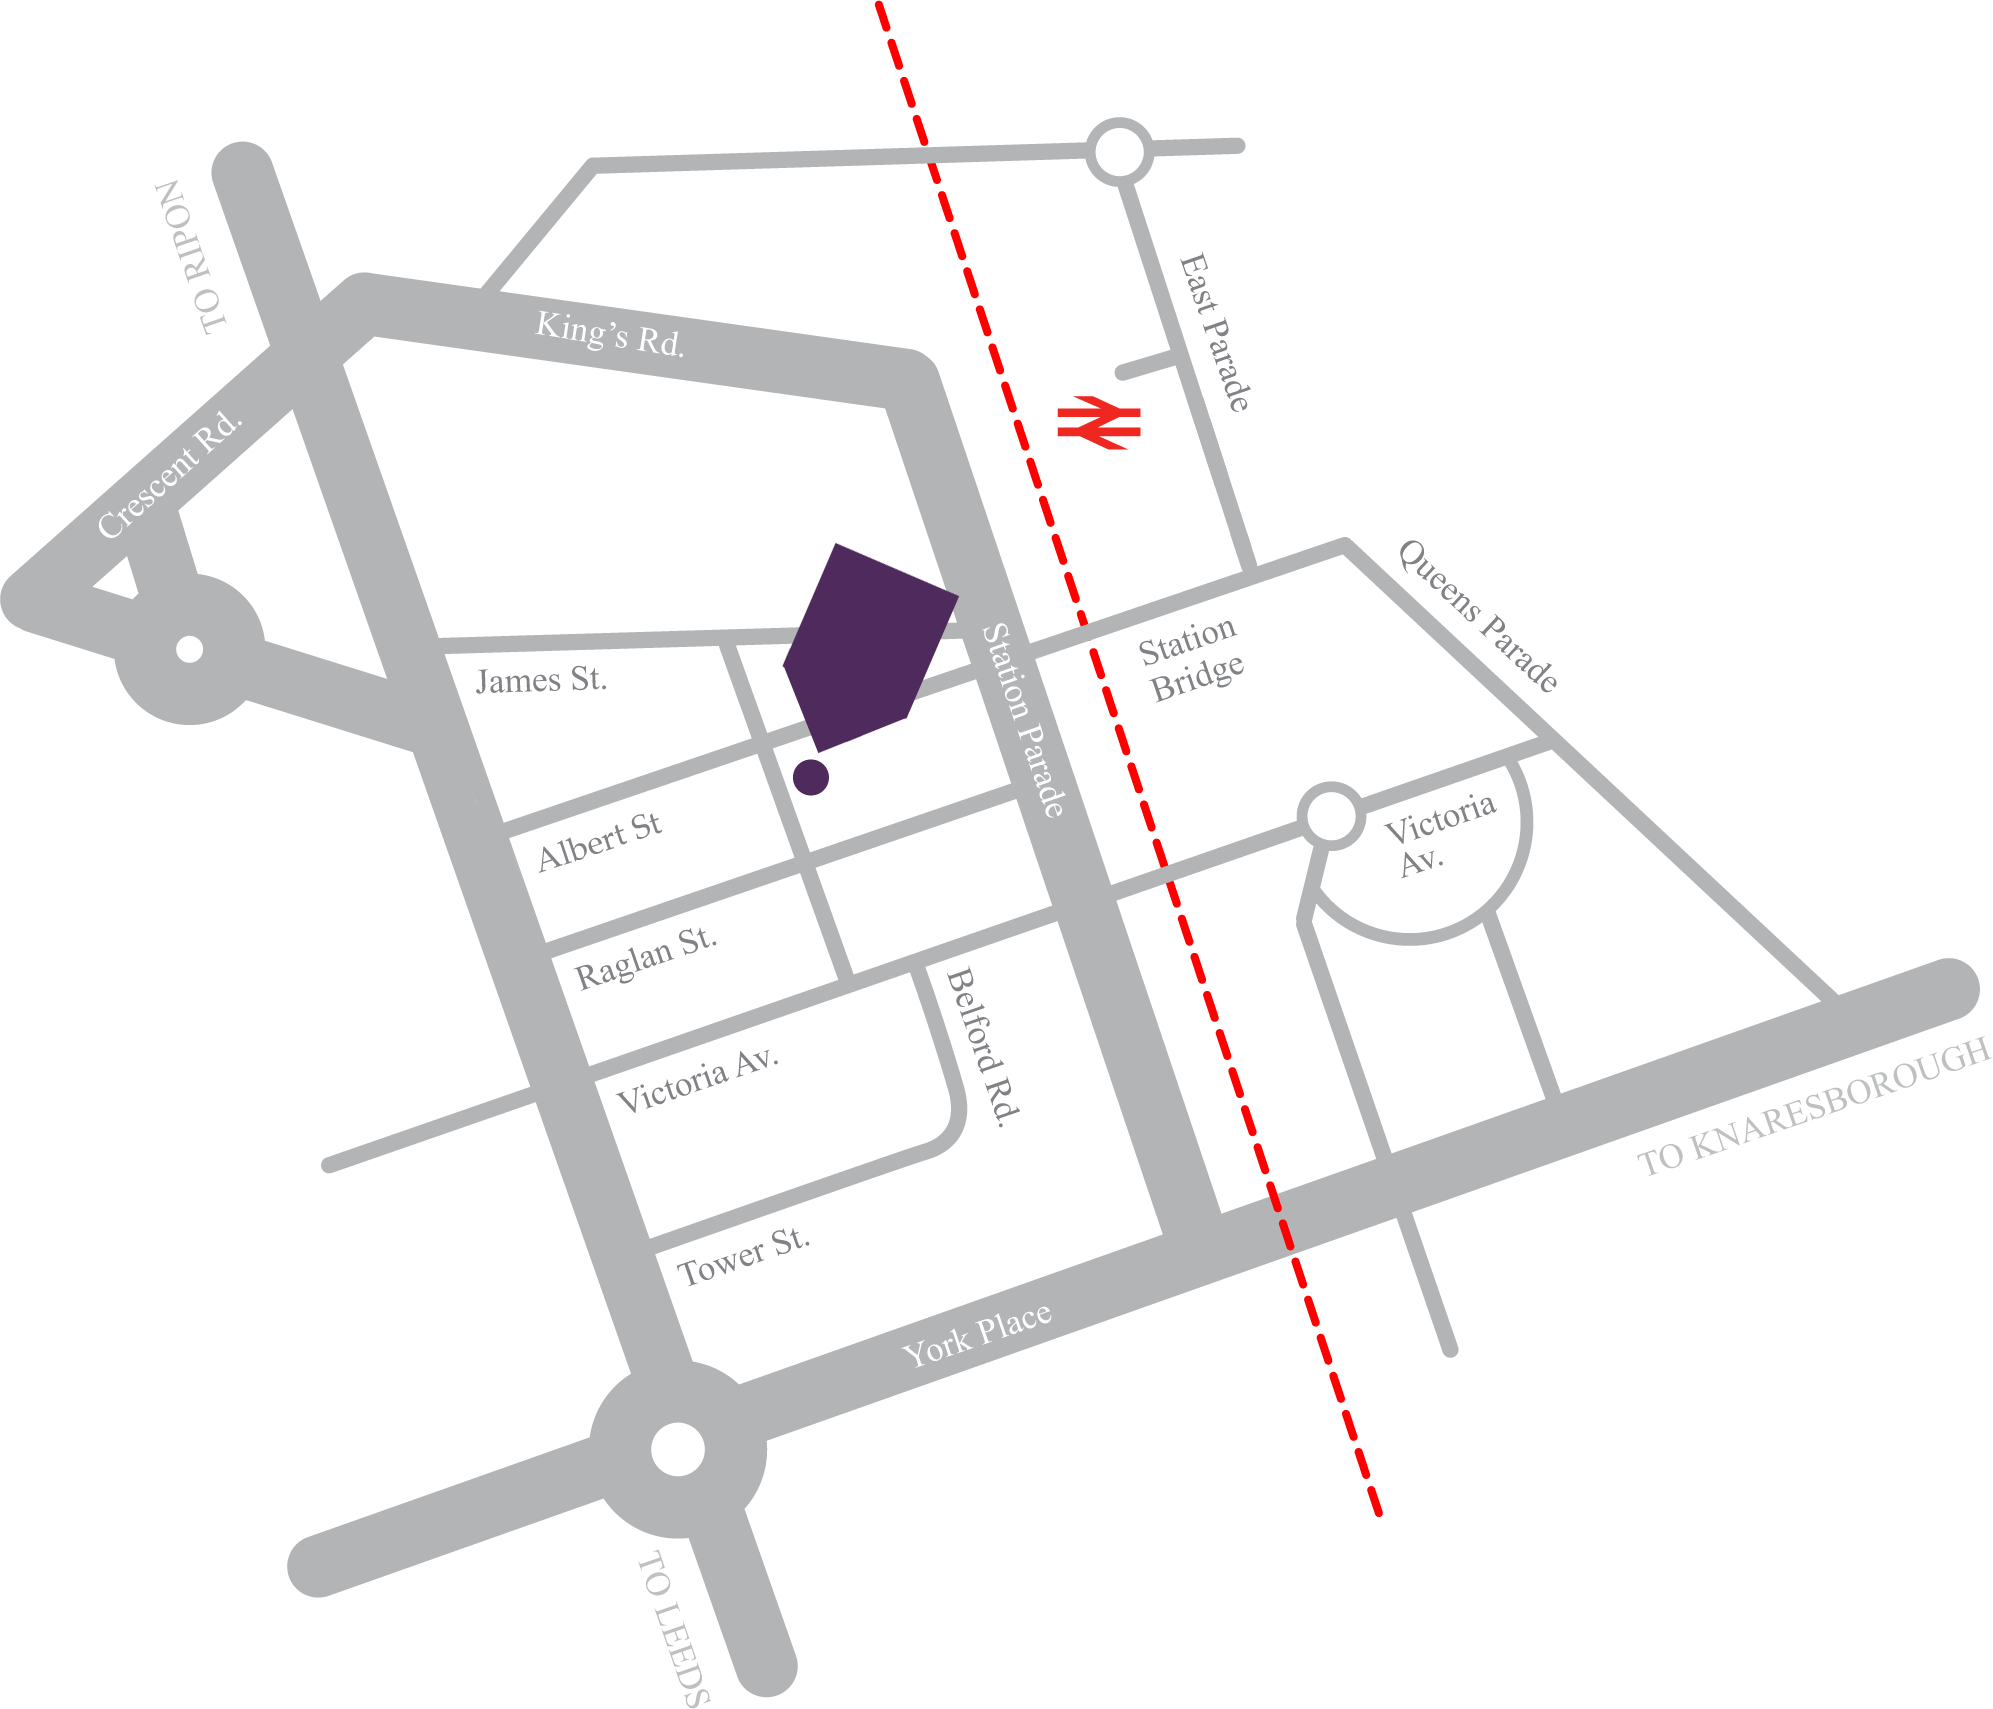 TO RIPON
East Parade
King's Rd.
Crescent Rd.
Queens Parade
Station
Bridge
James St.
Station Parade
Victoria
Av.
Albert St
Raglan St.
Belford Rd.
Victoria Av.
TO KNARESBOROUGH
Tower St.
York Place
TO LEEDS